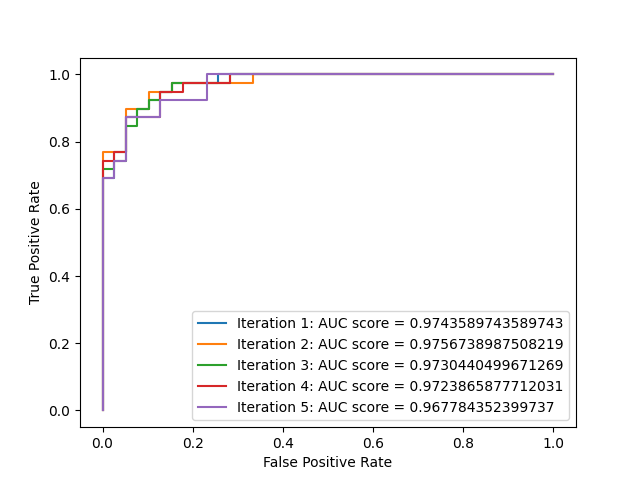 1.0
0.8
0.6
0.4
0.2
0.0
True Positive Rate
Iteration 1: AUC score = 0.9743589743589743
Iteration 2: AUC score = 0.9756738987508219
Iteration 3: AUC score = 0.9730440499671269
Iteration 4: AUC score = 0.9723865877712031
Iteration 5: AUC score = 0.967784352399737
0.0 0.2 0.4 0.6 0.8 1.0
False Positive Rate